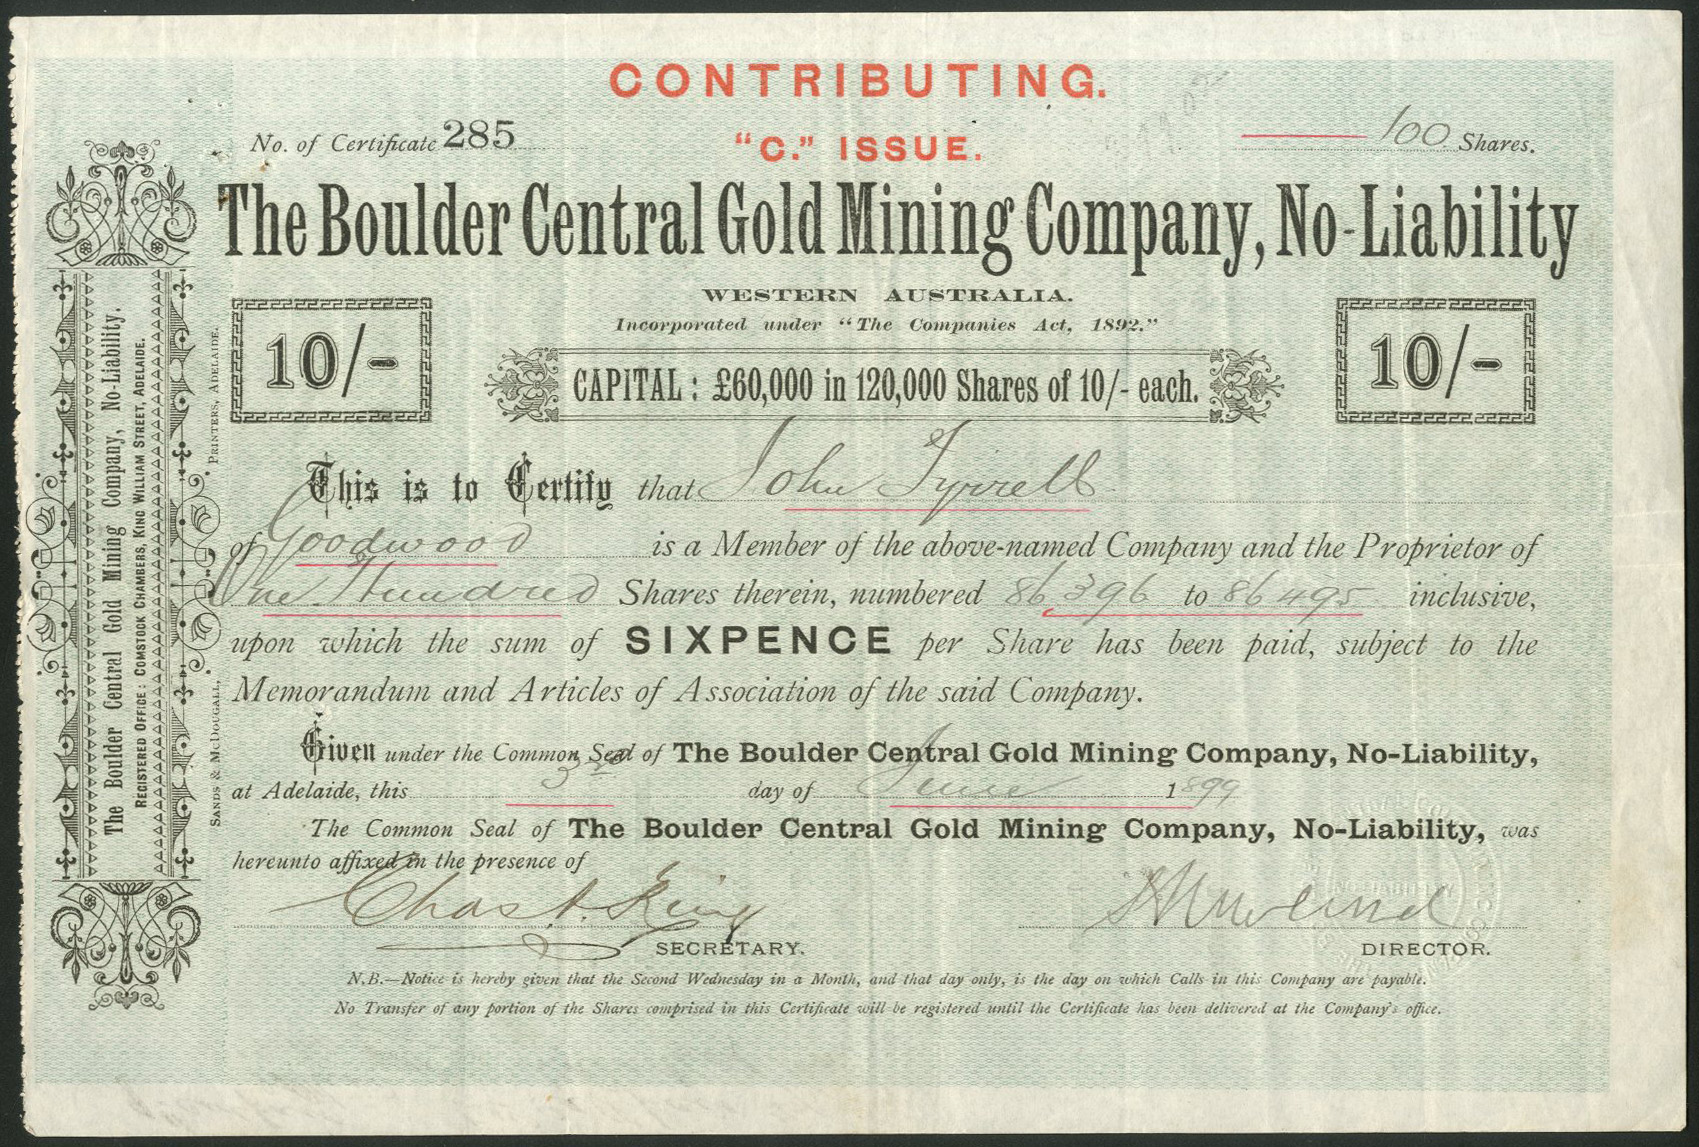 CONTRIBUTING.
No. of Certificate 285
"C." ISSUE.
100 Shares.
The Boulder Central Gold Mining Company, No-Liability
WESTERN AUSTRALIA.
Incorporated under "The Companies Act, 1892."
10/-
CAPITAL : £60,000 in 120,000 Shares of 10/- each.
10/-
This is to Certify that John Tyrrell
of Goodwood is a Member of the above-named Company and the Proprietor of
One Hundred Shares therein, numbered 86396 to 86495 inclusive,
upon which the sum of SIXPENCE per Share has been paid, subject to the
Memorandum and Articles of Association of the said Company.
Given under the Common Seal of The Boulder Central Gold Mining Company, No-Liability,
at Adelaide, this 3rd day of June 1899
The Common Seal of The Boulder Central Gold Mining Company, No-Liability, was
hereunto affixed in the presence of
Chas. A. King
SECRETARY.
DIRECTOR.
N.B.—Notice is hereby given that the Second Wednesday in a Month, and that day only, is the day on which Calls in this Company are payable.
No Transfer of any portion of the Shares comprised in this Certificate will be registered until the Certificate has been delivered at the Company's office.
The Boulder Central Gold Mining Company, No-Liability.
REGISTERED OFFICE: COMSTOCK CHAMBERS, KING WILLIAM STREET, ADELAIDE.
SANDS & MCDOUGALL, PRINTERS, ADELAIDE.